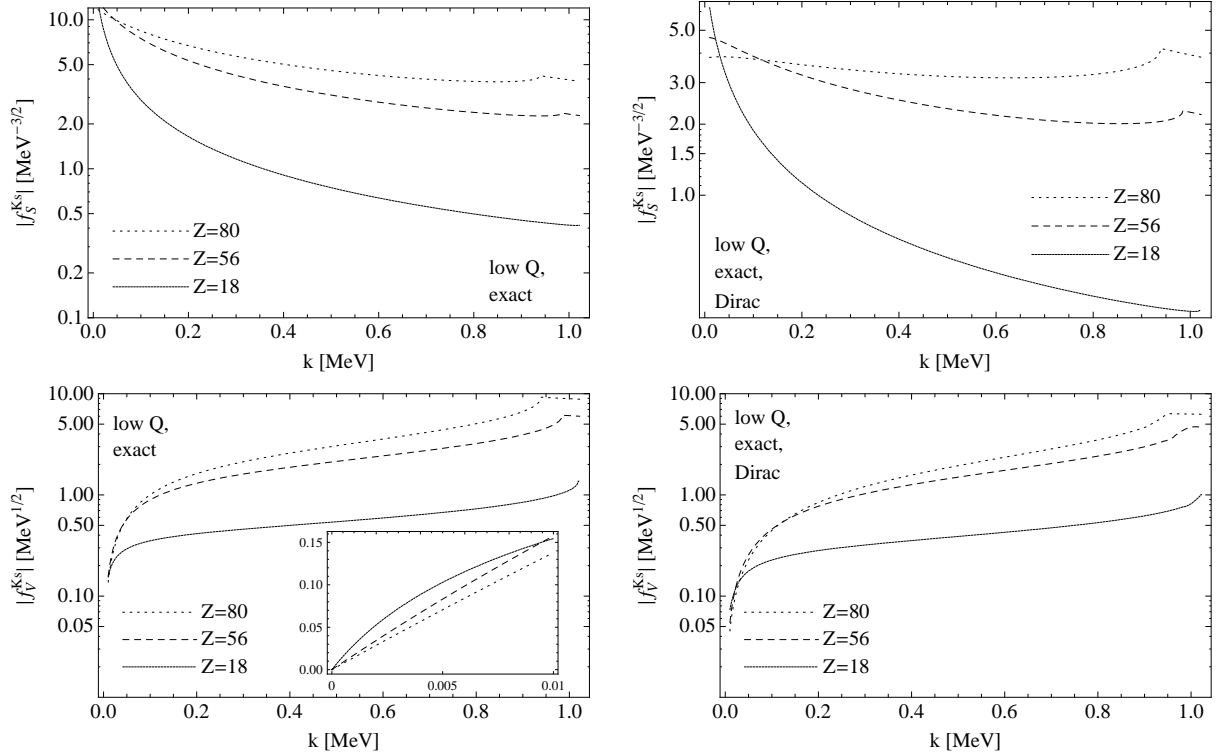 10.0
5.0
2.0
1.0
0.5
0.2
0.1
|f_S^Ks| [MeV^−3/2]
Z=80
Z=56
Z=18
low Q,
exact
0.0 0.2 0.4 0.6 0.8 1.0
k [MeV]
5.0
3.0
2.0
1.5
1.0
|f_S^Ks| [MeV^−3/2]
low Q,
exact,
Dirac
Z=80
Z=56
Z=18
0.0 0.2 0.4 0.6 0.8 1.0
k [MeV]
10.00
5.00
1.00
0.50
0.10
0.05
|f_V^Ks| [MeV^1/2]
low Q,
exact
Z=80
Z=56
Z=18
0.15
0.10
0.05
0.00
0 0.005 0.01
0.0 0.2 0.4 0.6 0.8 1.0
k [MeV]
10.00
5.00
1.00
0.50
0.10
0.05
|f_V^Ks| [MeV^1/2]
low Q,
exact,
Dirac
Z=80
Z=56
Z=18
0.0 0.2 0.4 0.6 0.8 1.0
k [MeV]